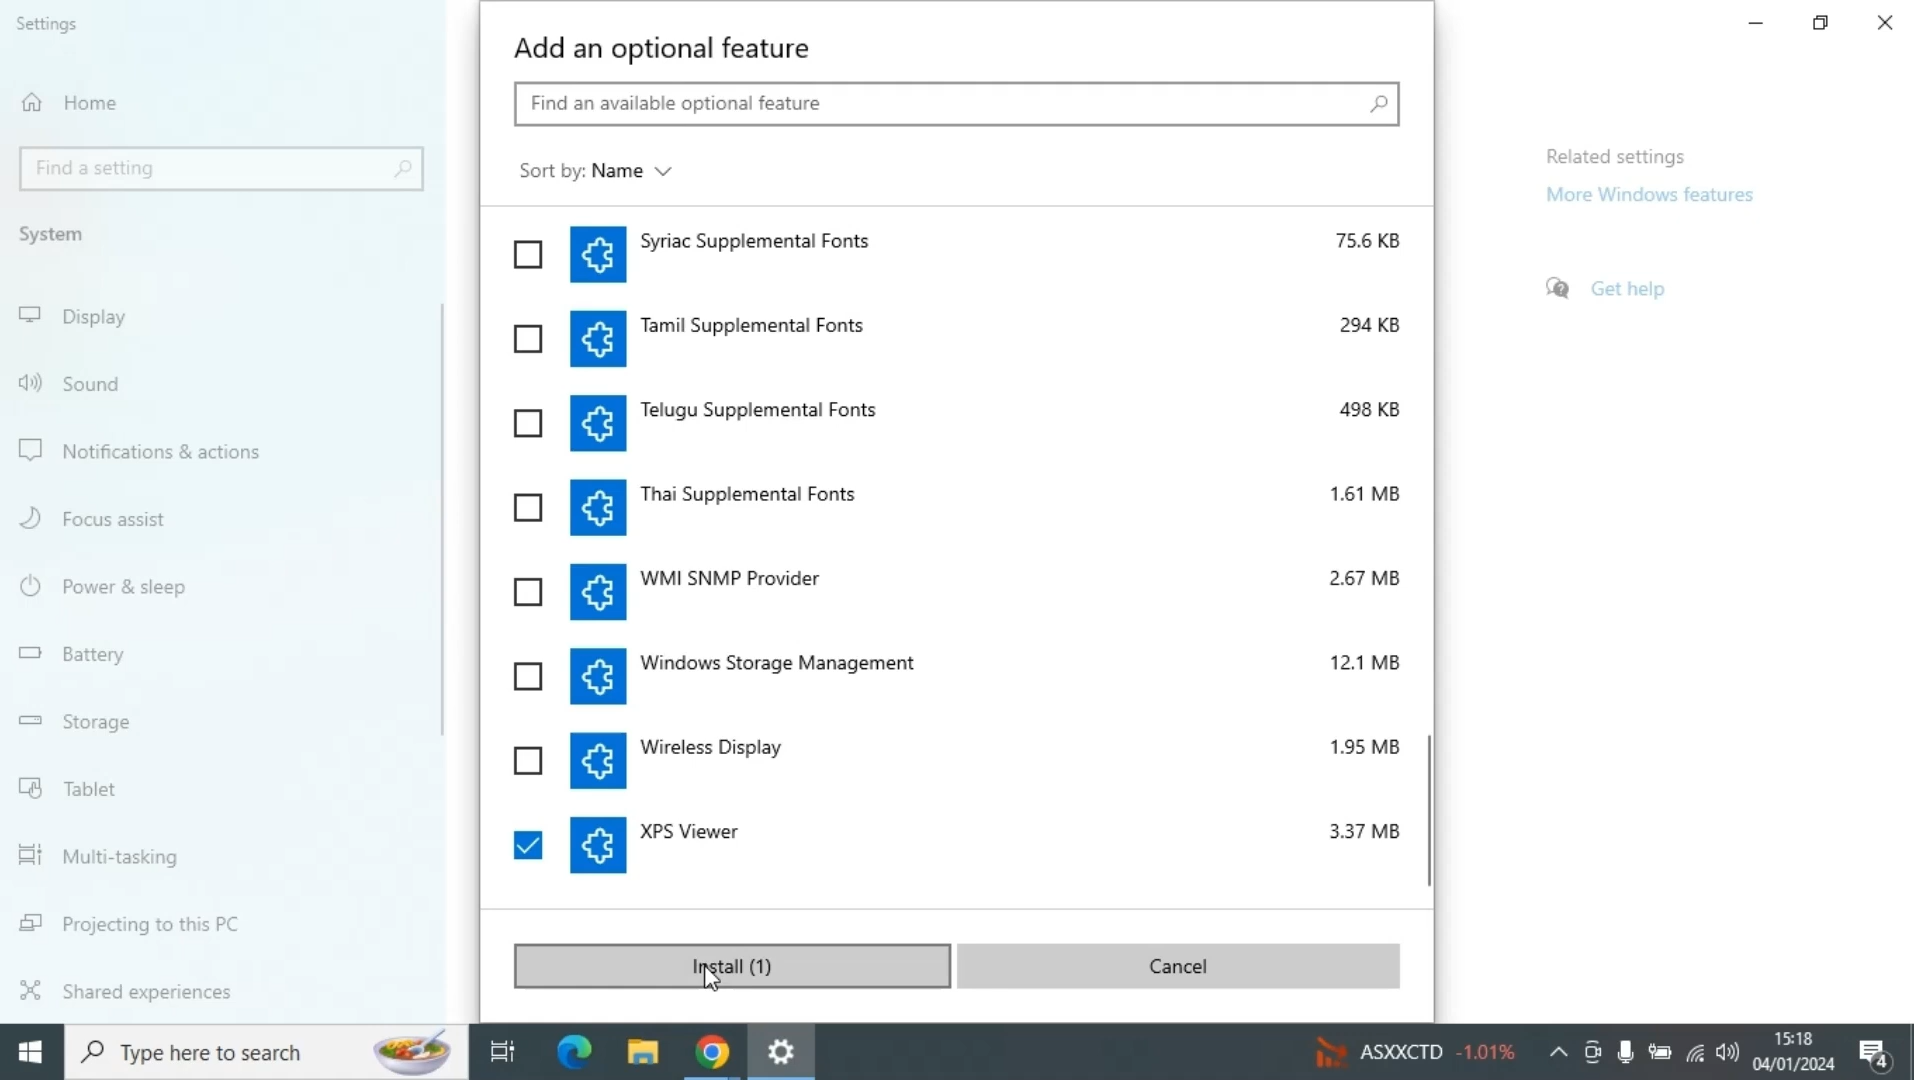 Settings
Home
Find a setting
System
Display
Sound
Notifications & actions
Focus assist
Power & sleep
Battery
Storage
Tablet
Multi-tasking
Projecting to this PC
Shared experiences
Add an optional feature
Find an available optional feature
Sort by: Name
Syriac Supplemental Fonts 75.6 KB
Tamil Supplemental Fonts 294 KB
Telugu Supplemental Fonts 498 KB
Thai Supplemental Fonts 1.61 MB
WMI SNMP Provider 2.67 MB
Windows Storage Management 12.1 MB
Wireless Display 1.95 MB
XPS Viewer 3.37 MB
Install (1) Cancel
Related settings
More Windows features
Get help
Type here to search
ASXXCTD -1.01%
15:18
04/01/2024
4